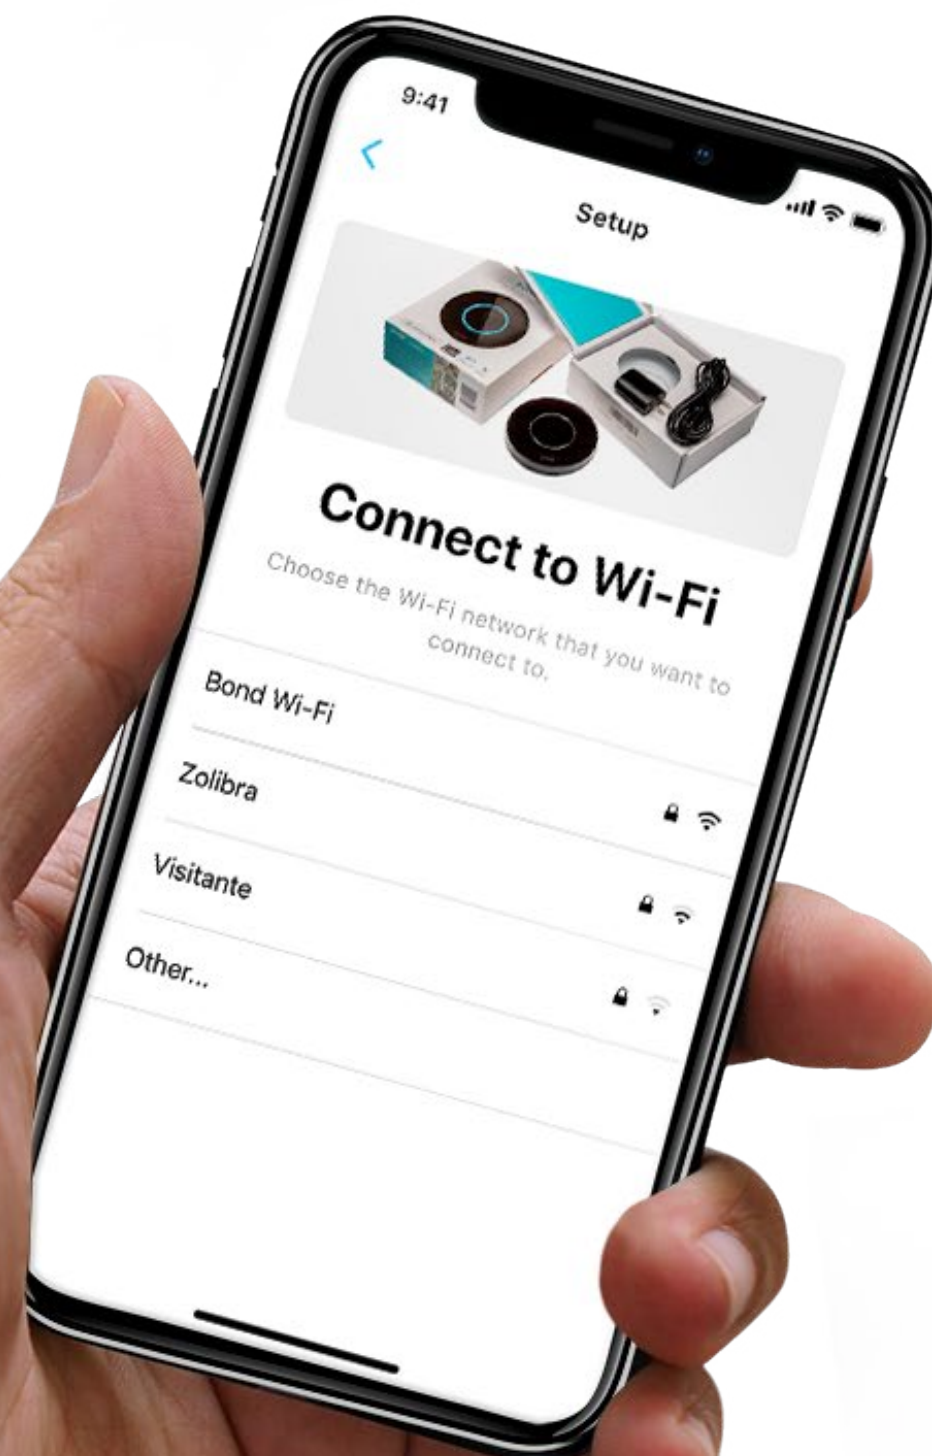 9:41
Setup
Connect to Wi-Fi
Choose the Wi-Fi network that you want to
connect to.
Bond Wi-Fi
Zolibra
Visitante
Other...